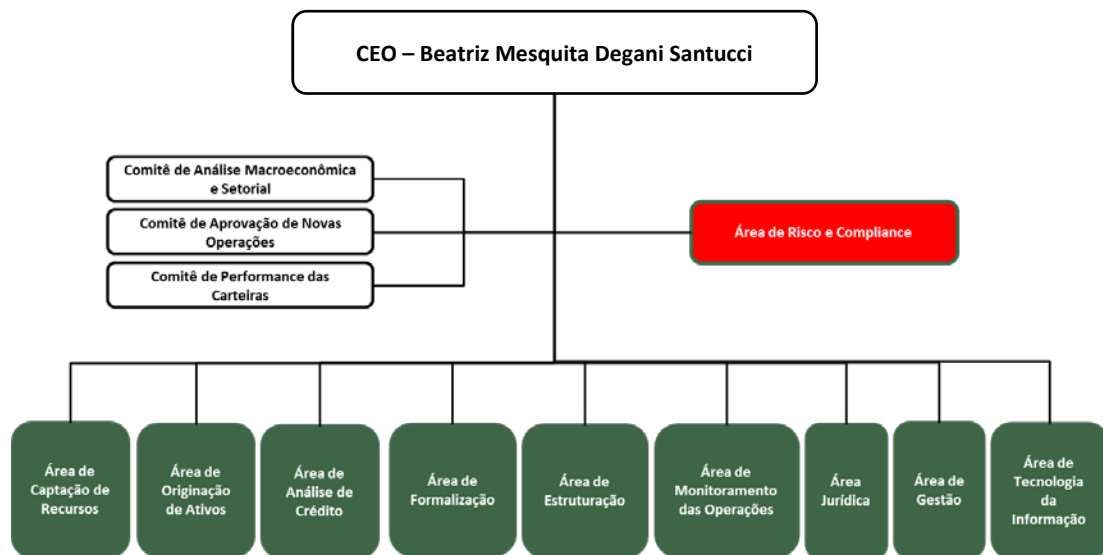 CEO – Beatriz Mesquita Degani Santucci
Comitê de Análise Macroeconômica
e Setorial
Comitê de Aprovação de Novas
Operações
Comitê de Performance das
Carteiras
Área de Risco e Compliance
Área de
Captação de
Recursos
Área de
Originação
de Ativos
Área de
Análise de
Crédito
Área de
Formalização
Área de
Estruturação
Área de
Monitoramento
das Operações
Área
Jurídica
Área de
Gestão
Área de
Tecnologia
da
Informação